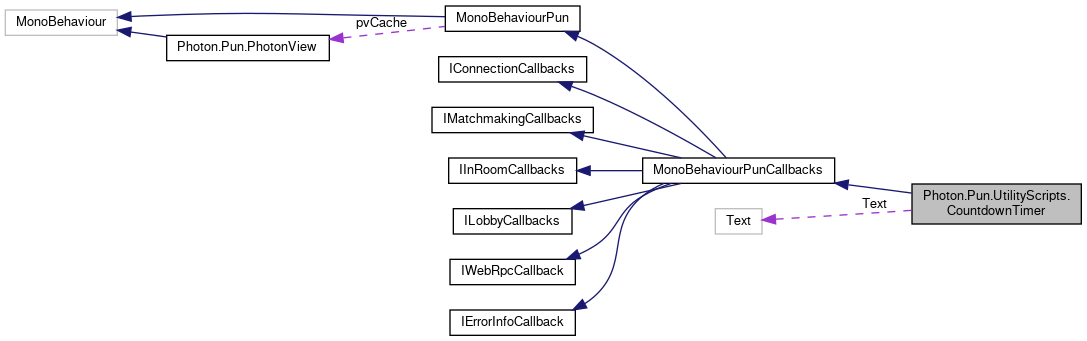 MonoBehaviour
pvCache
MonoBehaviourPun
Photon.Pun.PhotonView
IConnectionCallbacks
IMatchmakingCallbacks
IInRoomCallbacks
MonoBehaviourPunCallbacks
ILobbyCallbacks
Text
Text
Photon.Pun.UtilityScripts.
CountdownTimer
IWebRpcCallback
IErrorInfoCallback